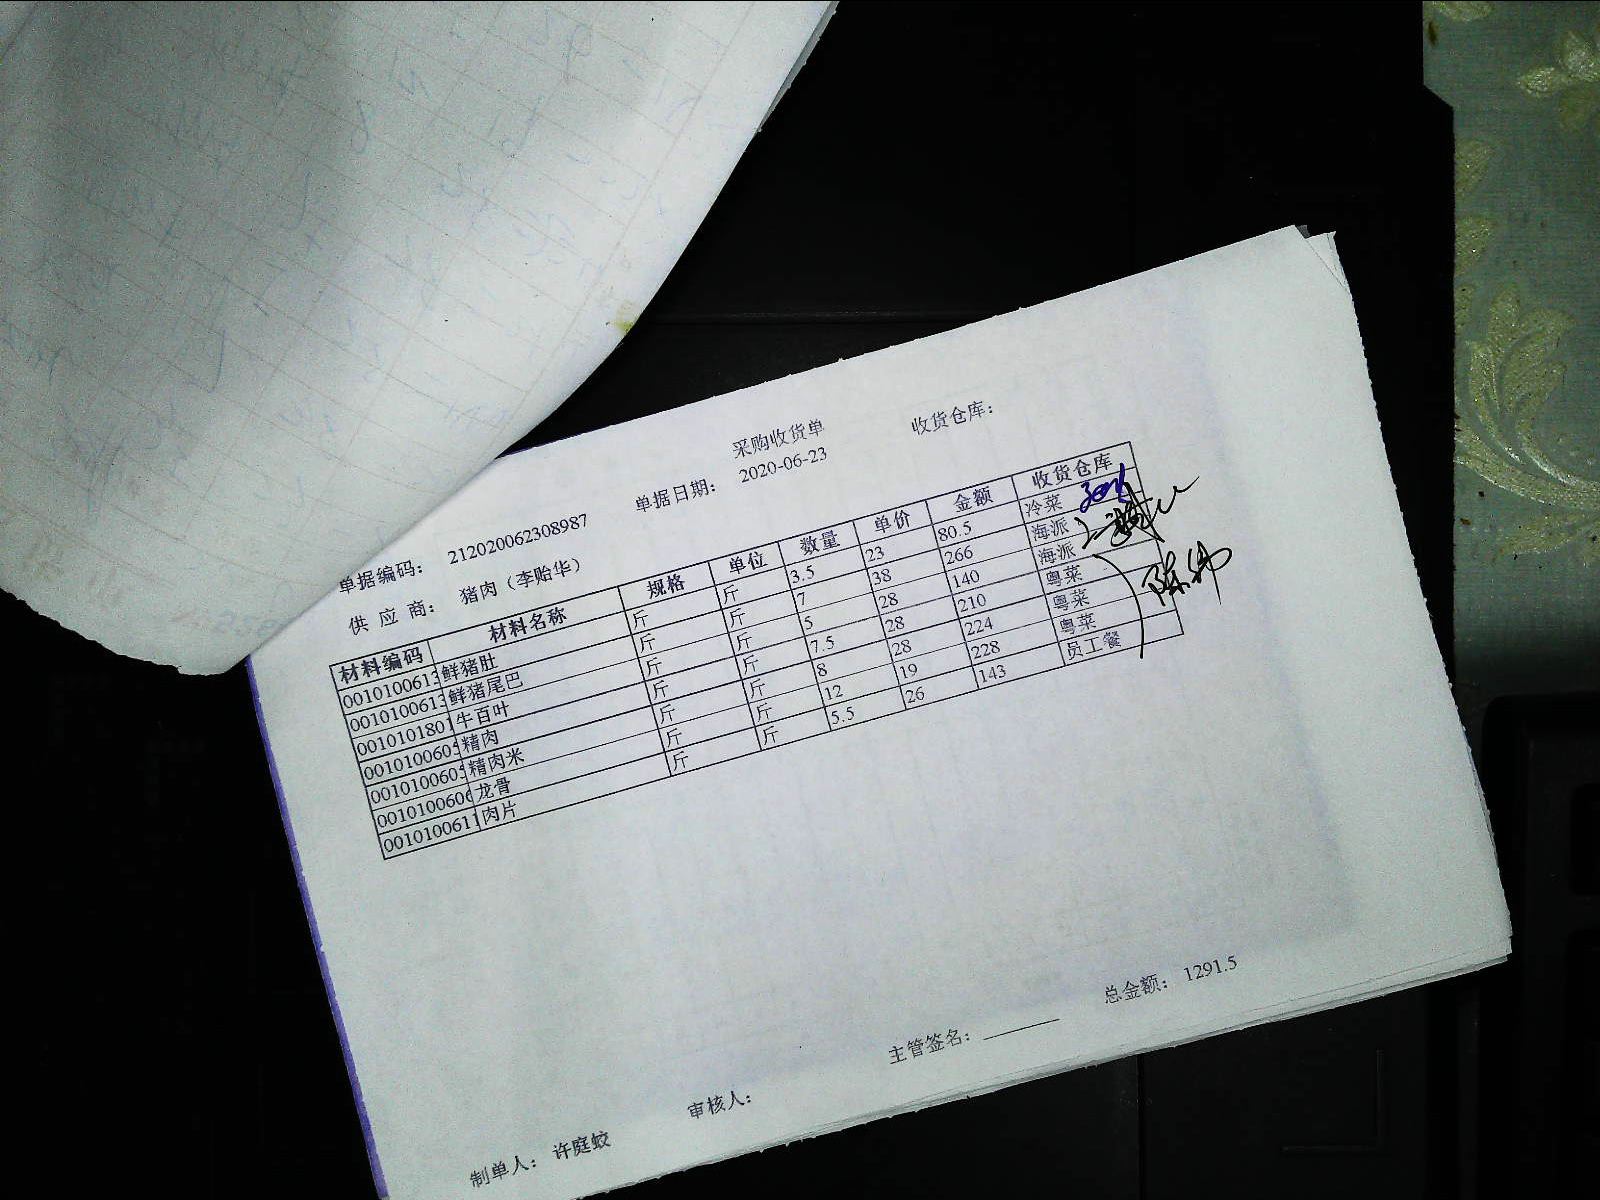 采购收货单
收货仓库：
单据编码： 212020062308987 单据日期： 2020-06-23
供 应 商： 猪肉（李贻华）
材料编码 材料名称 规格 单位 数量 单价 金额 收货仓库
0010100613 鲜猪肚 斤 斤 3.5 23 80.5 冷菜
0010100613 鲜猪尾巴 斤 斤 7 38 266 海派
0010101801 牛百叶 斤 斤 5 28 140 海派
001010060 精肉 斤 斤 7.5 28 210 粤菜
001010060 精肉米 斤 斤 8 28 224 粤菜
001010060 龙骨 斤 斤 12 19 228 粤菜
001010061 肉片 斤 斤 5.5 26 143 员工餐
制单人： 许庭蛟 审核人： 主管签名： 总金额： 1291.5